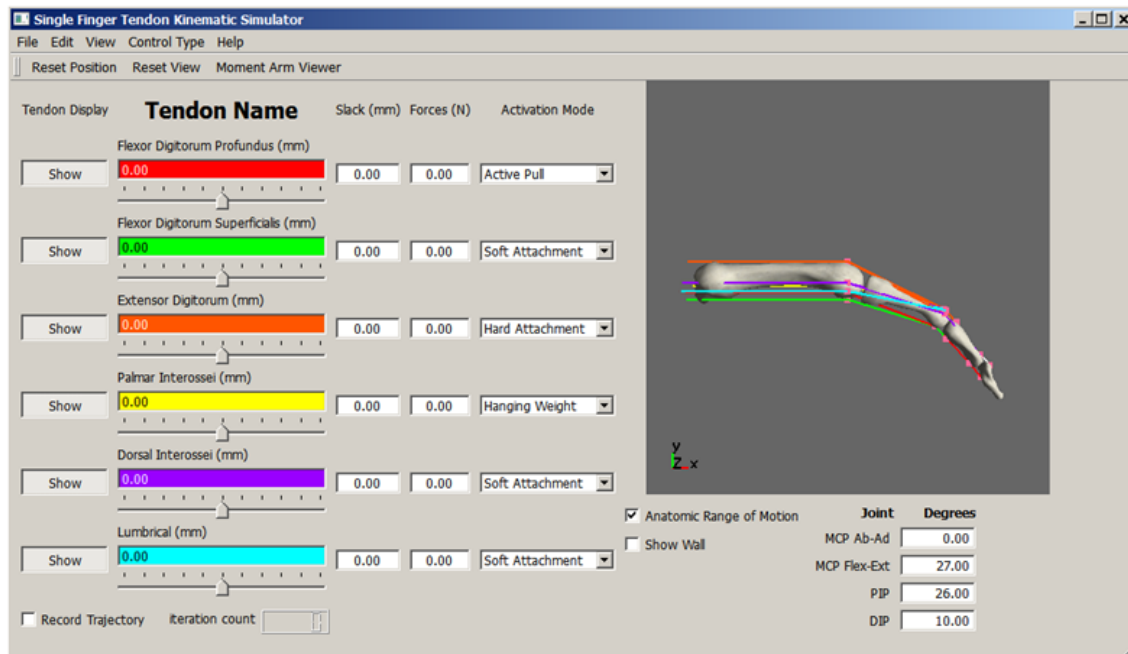 Single Finger Tendon Kinematic Simulator
File Edit View Control Type Help
Reset Position Reset View Moment Arm Viewer
Tendon Display Tendon Name Slack (mm) Forces (N) Activation Mode
Flexor Digitorum Profundus (mm)
Show 0.00 0.00 0.00 Active Pull
Flexor Digitorum Superficialis (mm)
Show 0.00 0.00 0.00 Soft Attachment
Extensor Digitorum (mm)
Show 0.00 0.00 0.00 Hard Attachment
Palmar Interossei (mm)
Show 0.00 0.00 0.00 Hanging Weight
Dorsal Interossei (mm)
Show 0.00 0.00 0.00 Soft Attachment
Lumbrical (mm)
Show 0.00 0.00 0.00 Soft Attachment
Record Trajectory iteration count
y
Z x
Anatomic Range of Motion
Show Wall
Joint Degrees
MCP Ab-Ad 0.00
MCP Flex-Ext 27.00
PIP 26.00
DIP 10.00